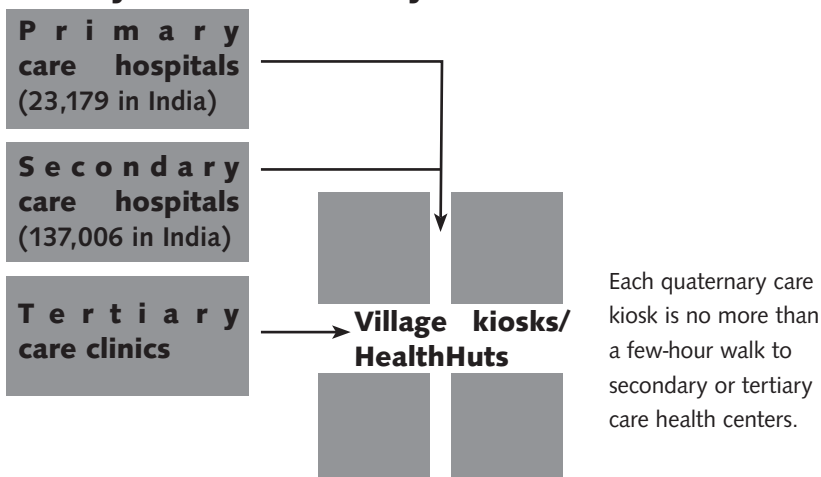 Primary
care hospitals
(23,179 in India)
Secondary
care hospitals
(137,006 in India)
Tertiary
care clinics
Village kiosks/
HealthHuts
Each quaternary care
kiosk is no more than
a few-hour walk to
secondary or tertiary
care health centers.